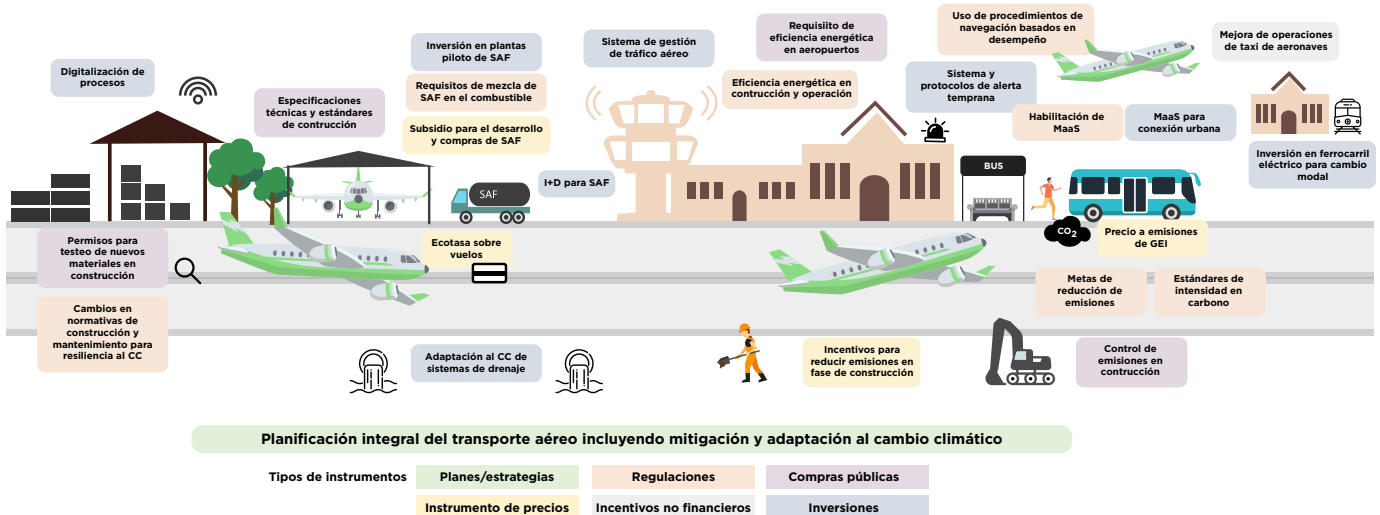 Digitalización de
procesos
Especificaciones
técnicas y estándares
de contrucción
Inversión en plantas
piloto de SAF
Requisitos de mezcla de
SAF en el combustible
Subsidio para el desarrollo
y compras de SAF
SAF
I+D para SAF
Sistema de gestión
de tráfico aéreo
Requisiito de
eficiencia energética
en aeropuertos
Eficiencia energética en
contrucción y operación
Uso de procedimientos de
navegación basados en
desempeño
Sistema y
protocolos de alerta
temprana
Habilitación de
MaaS
MaaS para
conexión urbana
Mejora de operaciones
de taxi de aeronaves
Inversión en ferrocarril
eléctrico para cambio
modal
BUS
CO2
Precio a emisiones
de GEI
Permisos para
testeo de nuevos
materiales en
construcción
Ecotasa sobre
vuelos
Metas de
reducción de
emisiones
Estándares de
intensidad en
carbono
Cambios en
normativas de
construcción y
mantenimiento para
resiliencia al CC
Adaptación al CC de
sistemas de drenaje
Incentivos para
reducir emisiones en
fase de construcción
Control de
emisiones en
contrucción
Planificación integral del transporte aéreo incluyendo mitigación y adaptación al cambio climático
Tipos de instrumentos
Planes/estrategias
Regulaciones
Compras públicas
Instrumento de precios
Incentivos no financieros
Inversiones